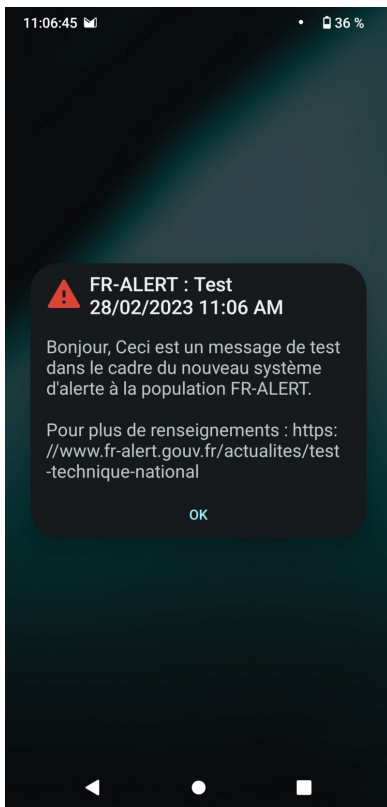 11:06:45 36 %
FR-ALERT : Test
28/02/2023 11:06 AM
Bonjour, Ceci est un message de test
dans le cadre du nouveau système
d'alerte à la population FR-ALERT.
Pour plus de renseignements : https:
//www.fr-alert.gouv.fr/actualites/test
-technique-national
OK